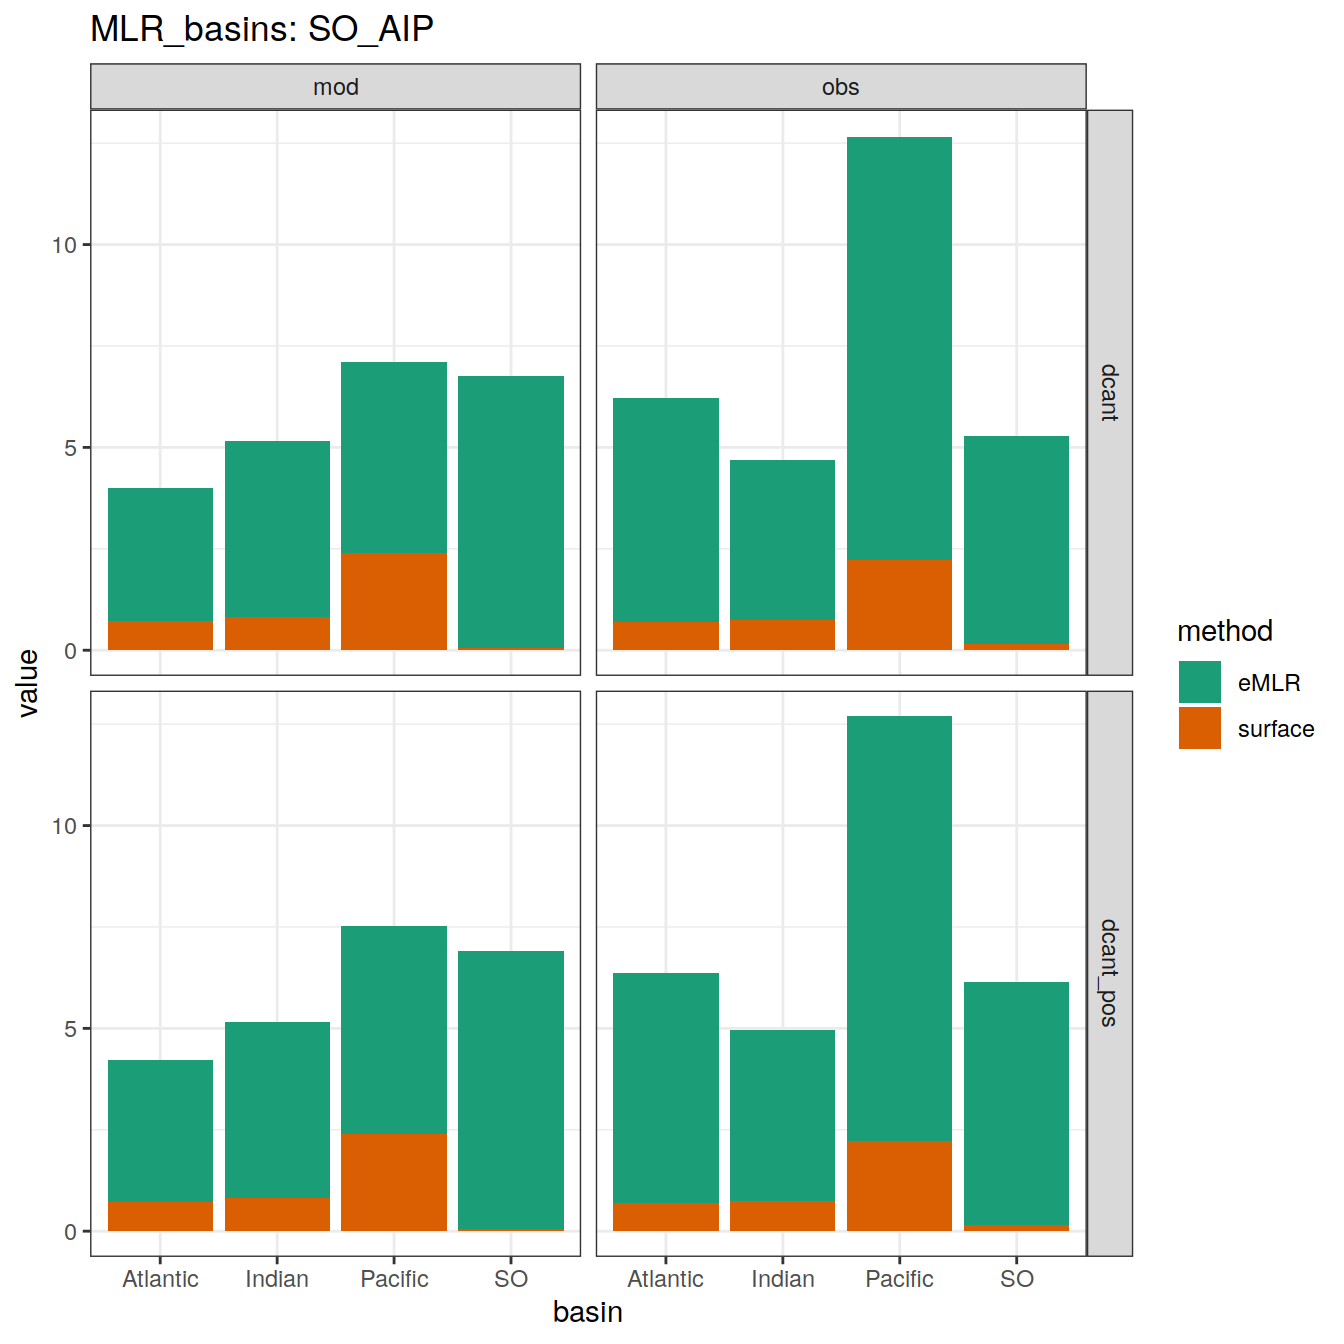 MLR_basins: SO_AIP
mod
obs
10
5
0
dcant
value
10
5
0
dcant_pos
Atlantic Indian Pacific SO
Atlantic Indian Pacific SO
basin
method
eMLR
surface